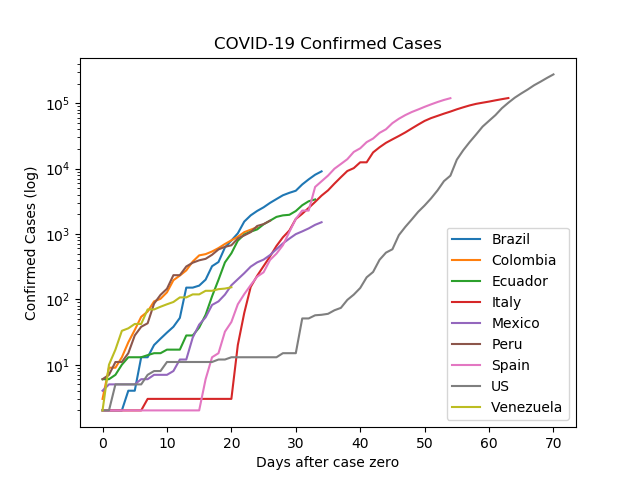 COVID-19 Confirmed Cases
Confirmed Cases (log)
10^5
10^4
10^3
10^2
10^1
0 10 20 30 40 50 60 70
Days after case zero
Brazil
Colombia
Ecuador
Italy
Mexico
Peru
Spain
US
Venezuela